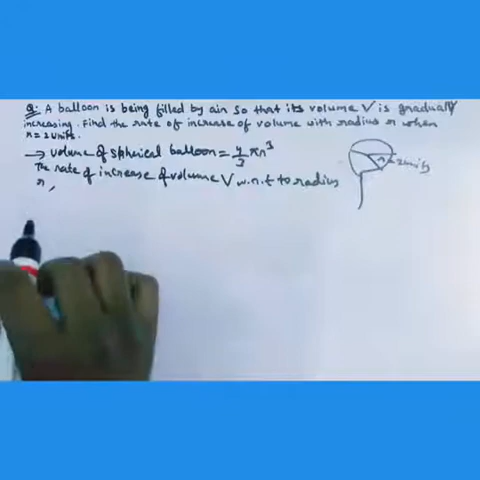 Q: A balloon is being filled by air so that its volume V is gradually
increasing. Find the rate of increase of volume with radius r when
r = 2 units.
→ volume of spherical balloon = 4/3 πr³
The rate of increase of volume V w.r.t to radius
r,
r = 2 units